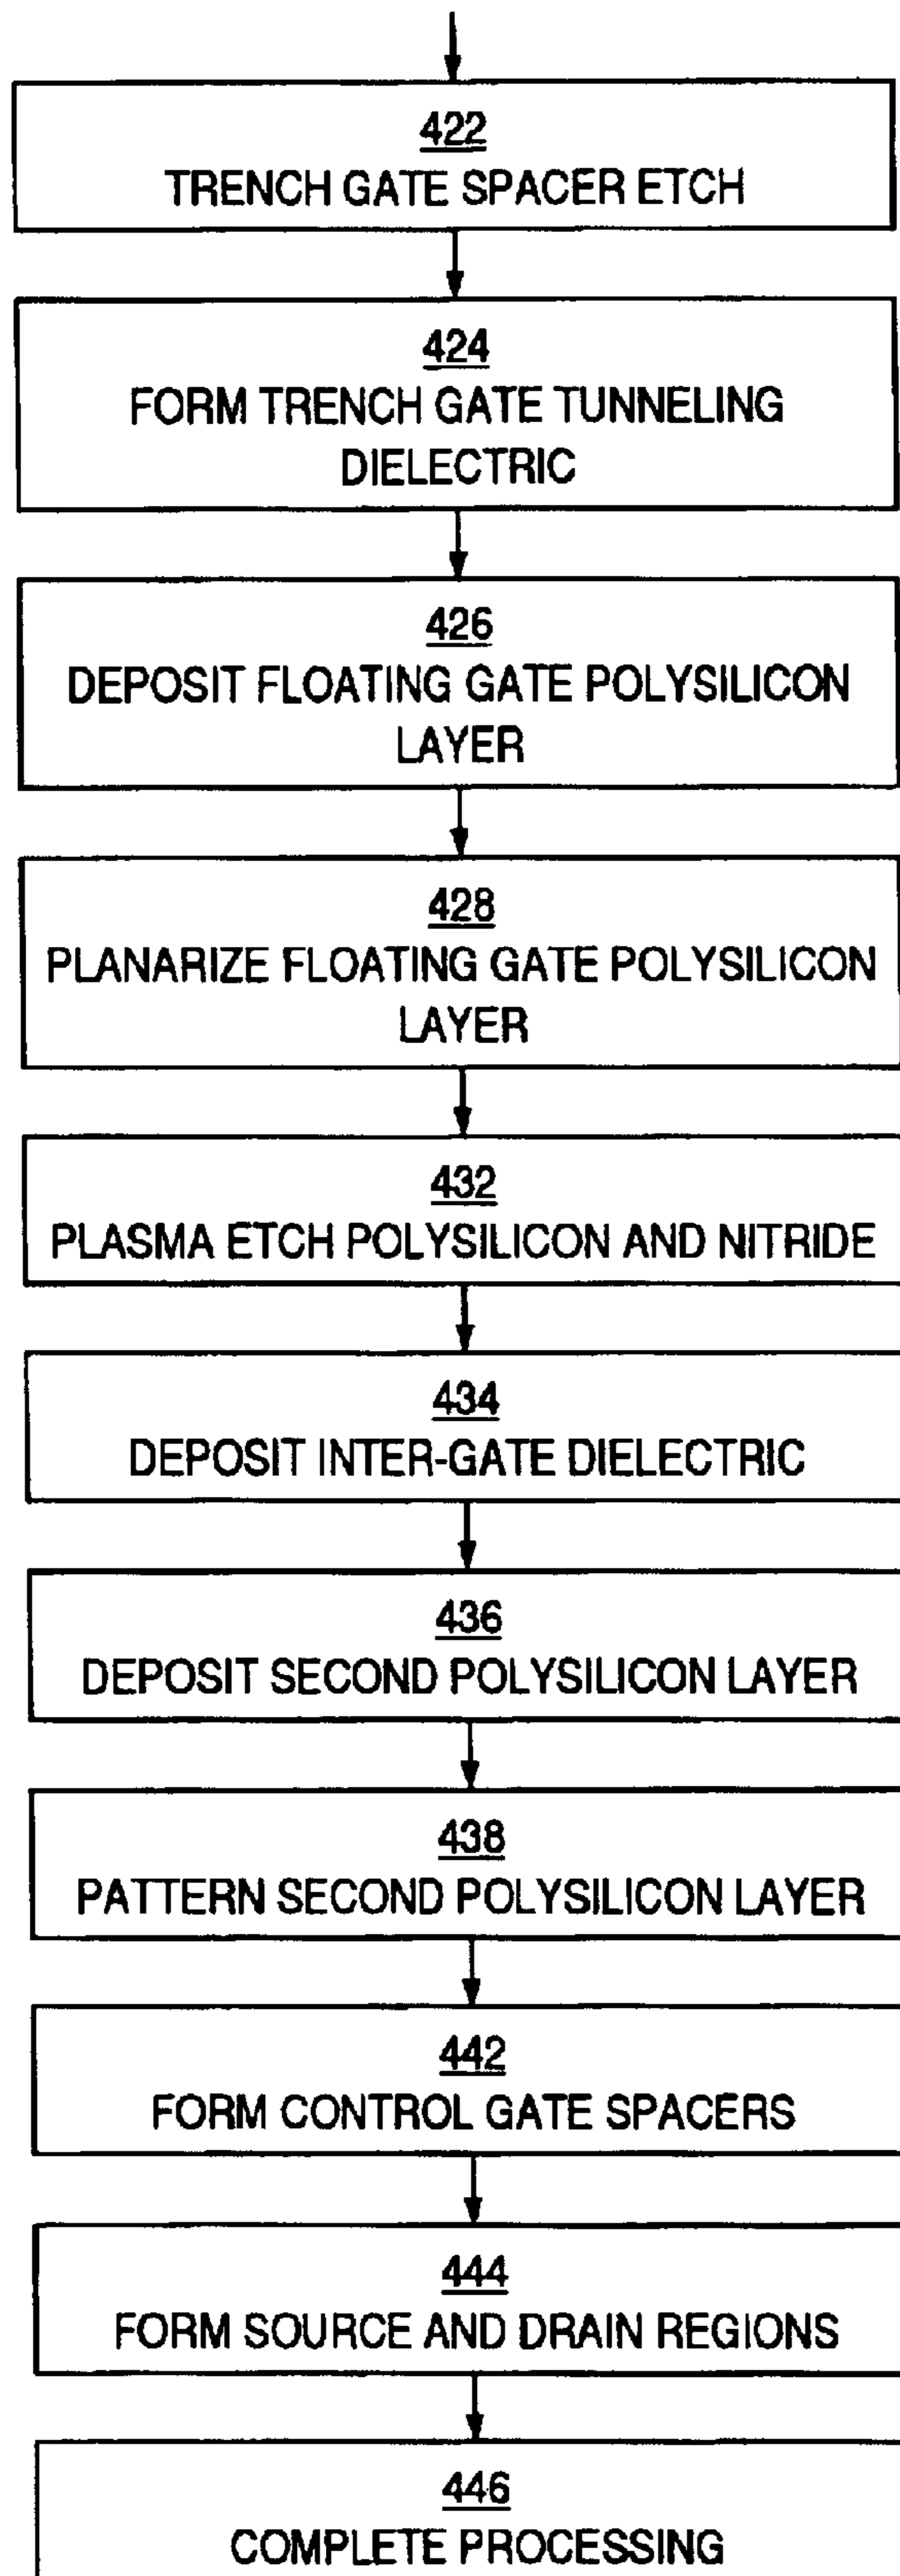 422
TRENCH GATE SPACER ETCH
424
FORM TRENCH GATE TUNNELING
DIELECTRIC
426
DEPOSIT FLOATING GATE POLYSILICON
LAYER
428
PLANARIZE FLOATING GATE POLYSILICON
LAYER
432
PLASMA ETCH POLYSILICON AND NITRIDE
434
DEPOSIT INTER-GATE DIELECTRIC
436
DEPOSIT SECOND POLYSILICON LAYER
438
PATTERN SECOND POLYSILICON LAYER
442
FORM CONTROL GATE SPACERS
444
FORM SOURCE AND DRAIN REGIONS
446
COMPLETE PROCESSING